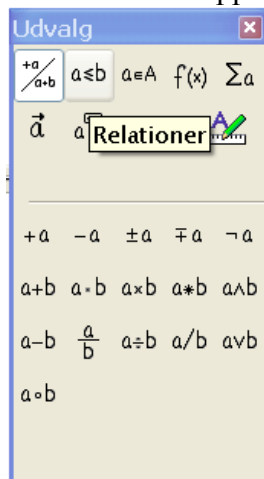 Udvalg
+a/a+b a≤b a∈A f(x) Σa
a⃗ a Relationer A
+a −a ±a ∓a ¬a
a+b a·b a×b a∗b a∧b
a−b a/b a÷b a/b a∨b
a∘b